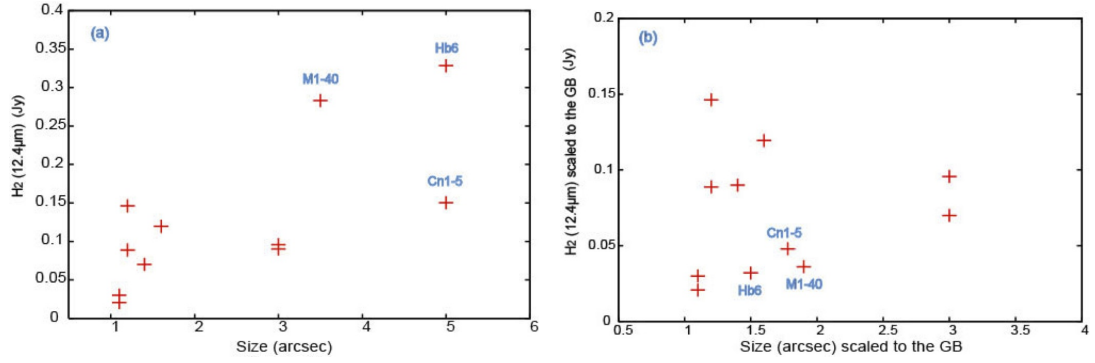 (a)
0.4
0.35
0.3
0.25
0.2
0.15
0.1
0.05
0
H2 (12.4μm) (Jy)
Hb6
M1-40
Cn1-5
1 2 3 4 5 6
Size (arcsec)
(b)
0.2
0.15
0.1
0.05
0
H2 (12.4μm) scaled to the GB (Jy)
Cn1-5
Hb6
M1-40
0.5 1 1.5 2 2.5 3 3.5 4
Size (arcsec) scaled to the GB